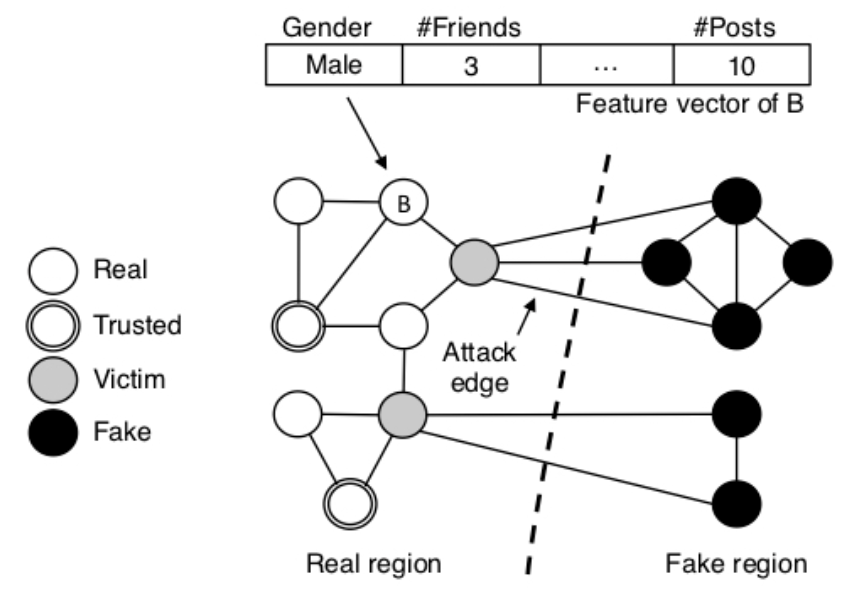 Gender #Friends #Posts
Male 3 ... 10
Feature vector of B
B
Real
Trusted
Victim
Fake
Attack
edge
Real region Fake region